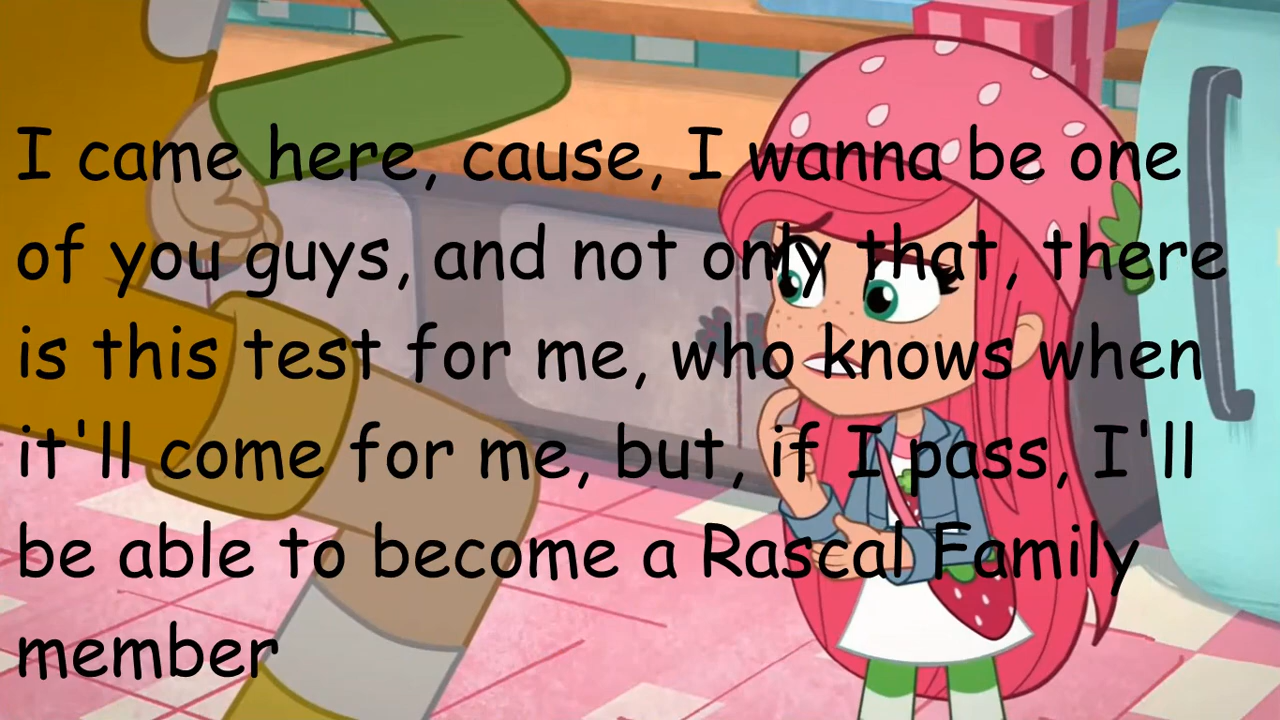 I came here, cause, I wanna be one
of you guys, and not only that, there
is this test for me, who knows when
it'll come for me, but, if I pass, I'll
be able to become a Rascal Family
member